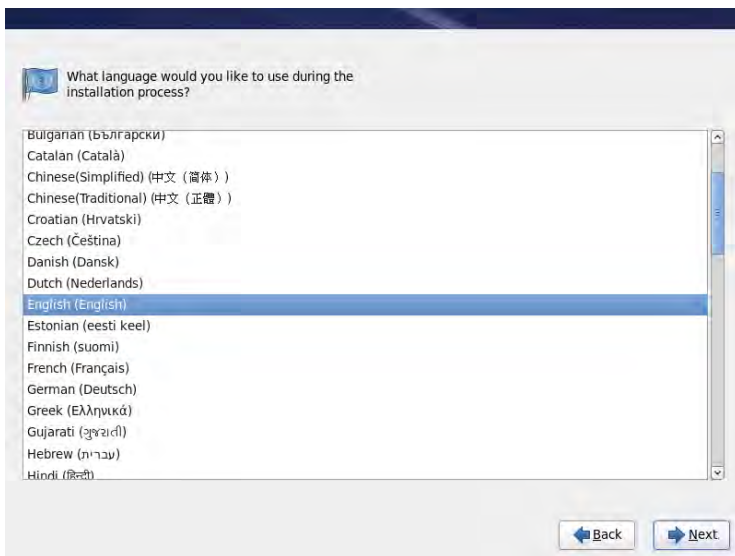 What language would you like to use during the
installation process?
Bulgarian (Български)
Catalan (Català)
Chinese(Simplified) (中文（简体）)
Chinese(Traditional) (中文（正體）)
Croatian (Hrvatski)
Czech (Čeština)
Danish (Dansk)
Dutch (Nederlands)
English (English)
Estonian (eesti keel)
Finnish (suomi)
French (Français)
German (Deutsch)
Greek (Ελληνικά)
Gujarati (ગુજરાતી)
Hebrew (עברית)
Hindi (हिन्दी)
Back
Next